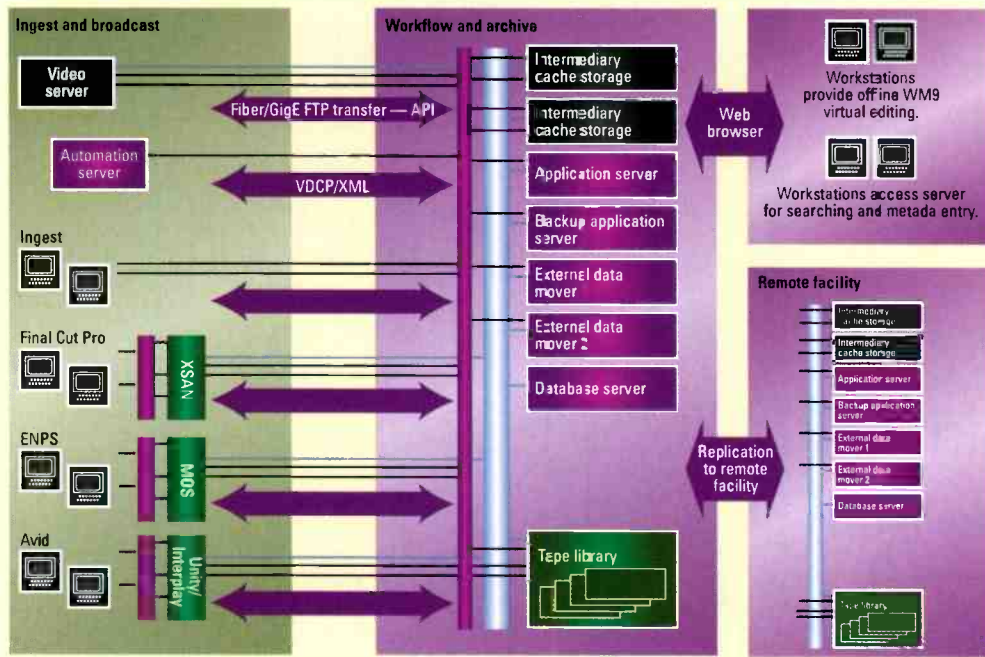 Ingest and broadcast
Video
server
Fiber/GigE FTP transfer — API
Automation
server
VDCP/XML
Ingest
Final Cut Pro
XSAN
ENPS
MOS
Avid
Unity/
Interplay
Workflow and archive
Intermediary
cache storage
Intermediary
cache storage
Application server
Backup application
server
External data
mover
External data
mover 2
Database server
Tape library
Web
browser
Workstations
provide offline WM9
virtual editing.
Workstations access server
for searching and metada entry.
Replication
to remote
facility
Remote facility
Intermediary
cache storage
Intermediary
cache storage
Application server
Backup application
server
External data
mover 1
External data
mover 2
Database server
Tape library